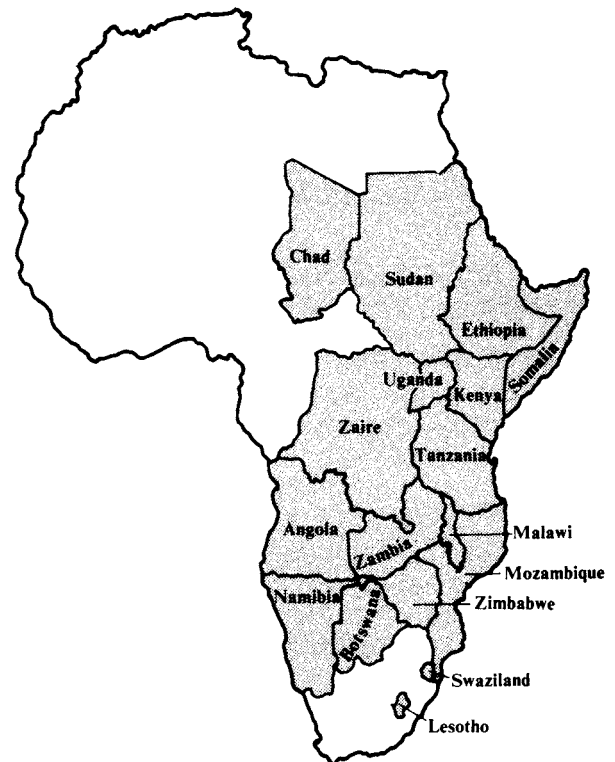 Chad
Sudan
Ethiopia
Somalia
Uganda
Kenya
Zaire
Tanzania
Angola
Zambia
Malawi
Mozambique
Namibia
Botswana
Zimbabwe
Swaziland
Lesotho